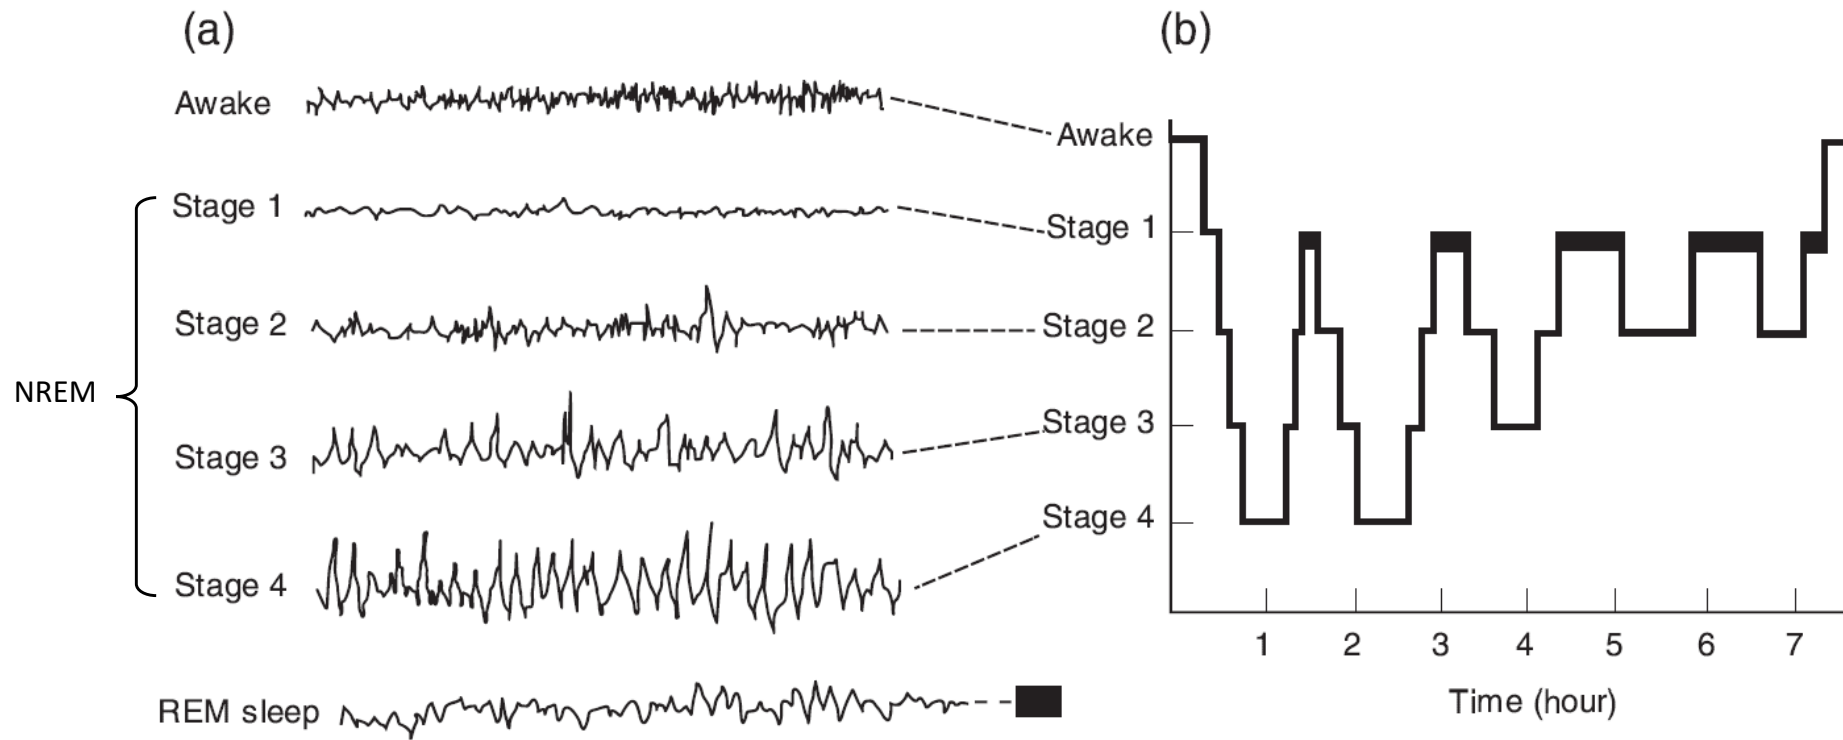 (a)
Awake
Stage 1
Stage 2
Stage 3
Stage 4
REM sleep
NREM
(b)
Awake
Stage 1
Stage 2
Stage 3
Stage 4
1 2 3 4 5 6 7
Time (hour)